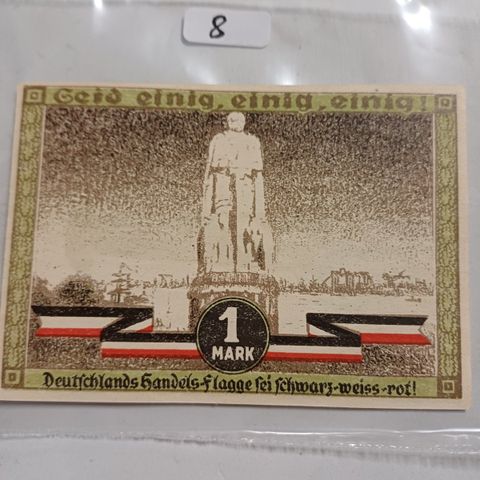 8
Seid einig, einig, einig!
1
MARK
Deutschlands Handels-Flagge sei schwarz-weiss-rot!